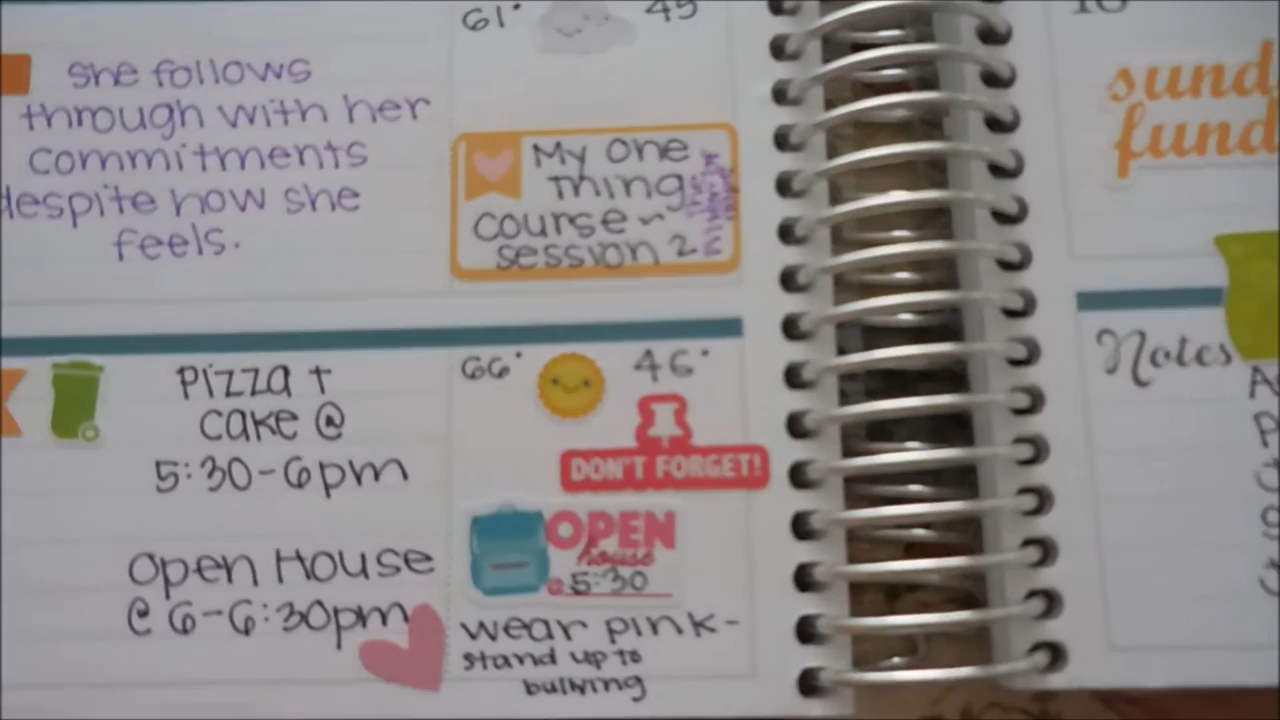 she follows
through with her
commitments
despite how she
feels.
61° 45
My one
thing
course~
session 2
Pizza +
cake @
5:30-6pm
Open House
@ 6-6:30pm
66° 46°
DON'T FORGET!
OPEN
house
@ 5:30
wear pink-
stand up to
bullying
sund
fund
Notes